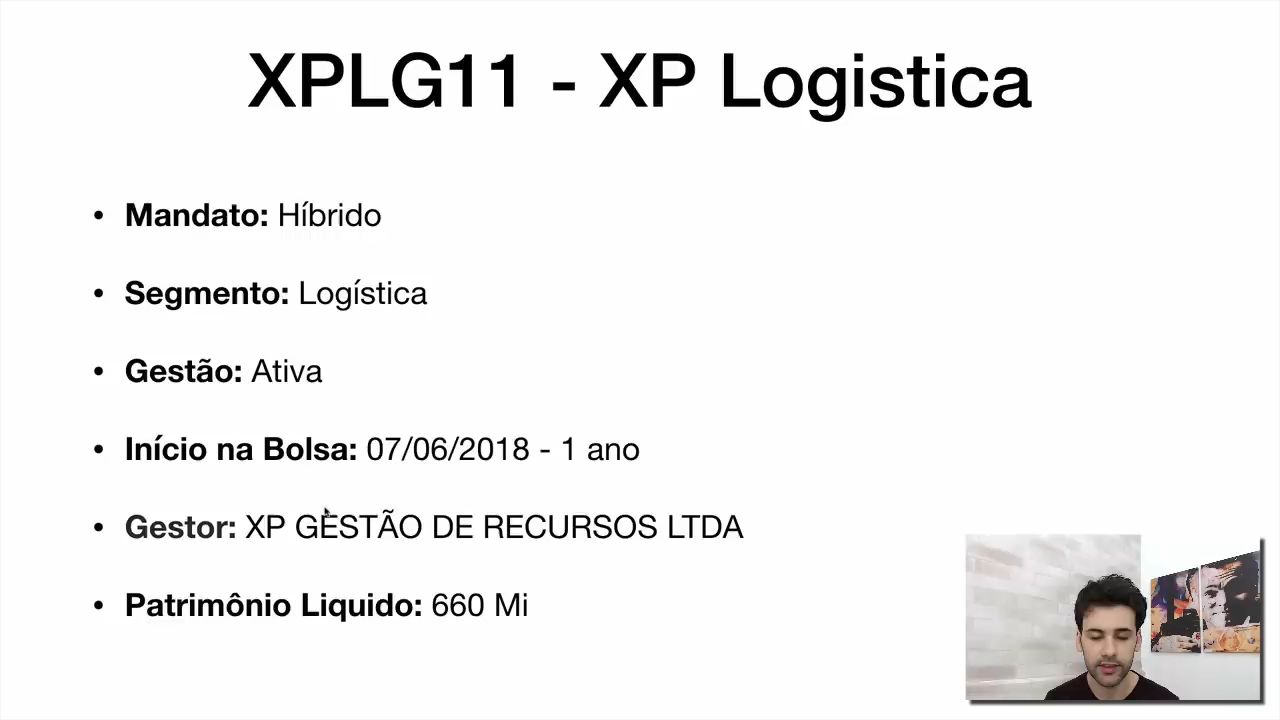 XPLG11 - XP Logistica
• Mandato: Híbrido
• Segmento: Logística
• Gestão: Ativa
• Início na Bolsa: 07/06/2018 - 1 ano
• Gestor: XP GESTÃO DE RECURSOS LTDA
• Patrimônio Liquido: 660 Mi